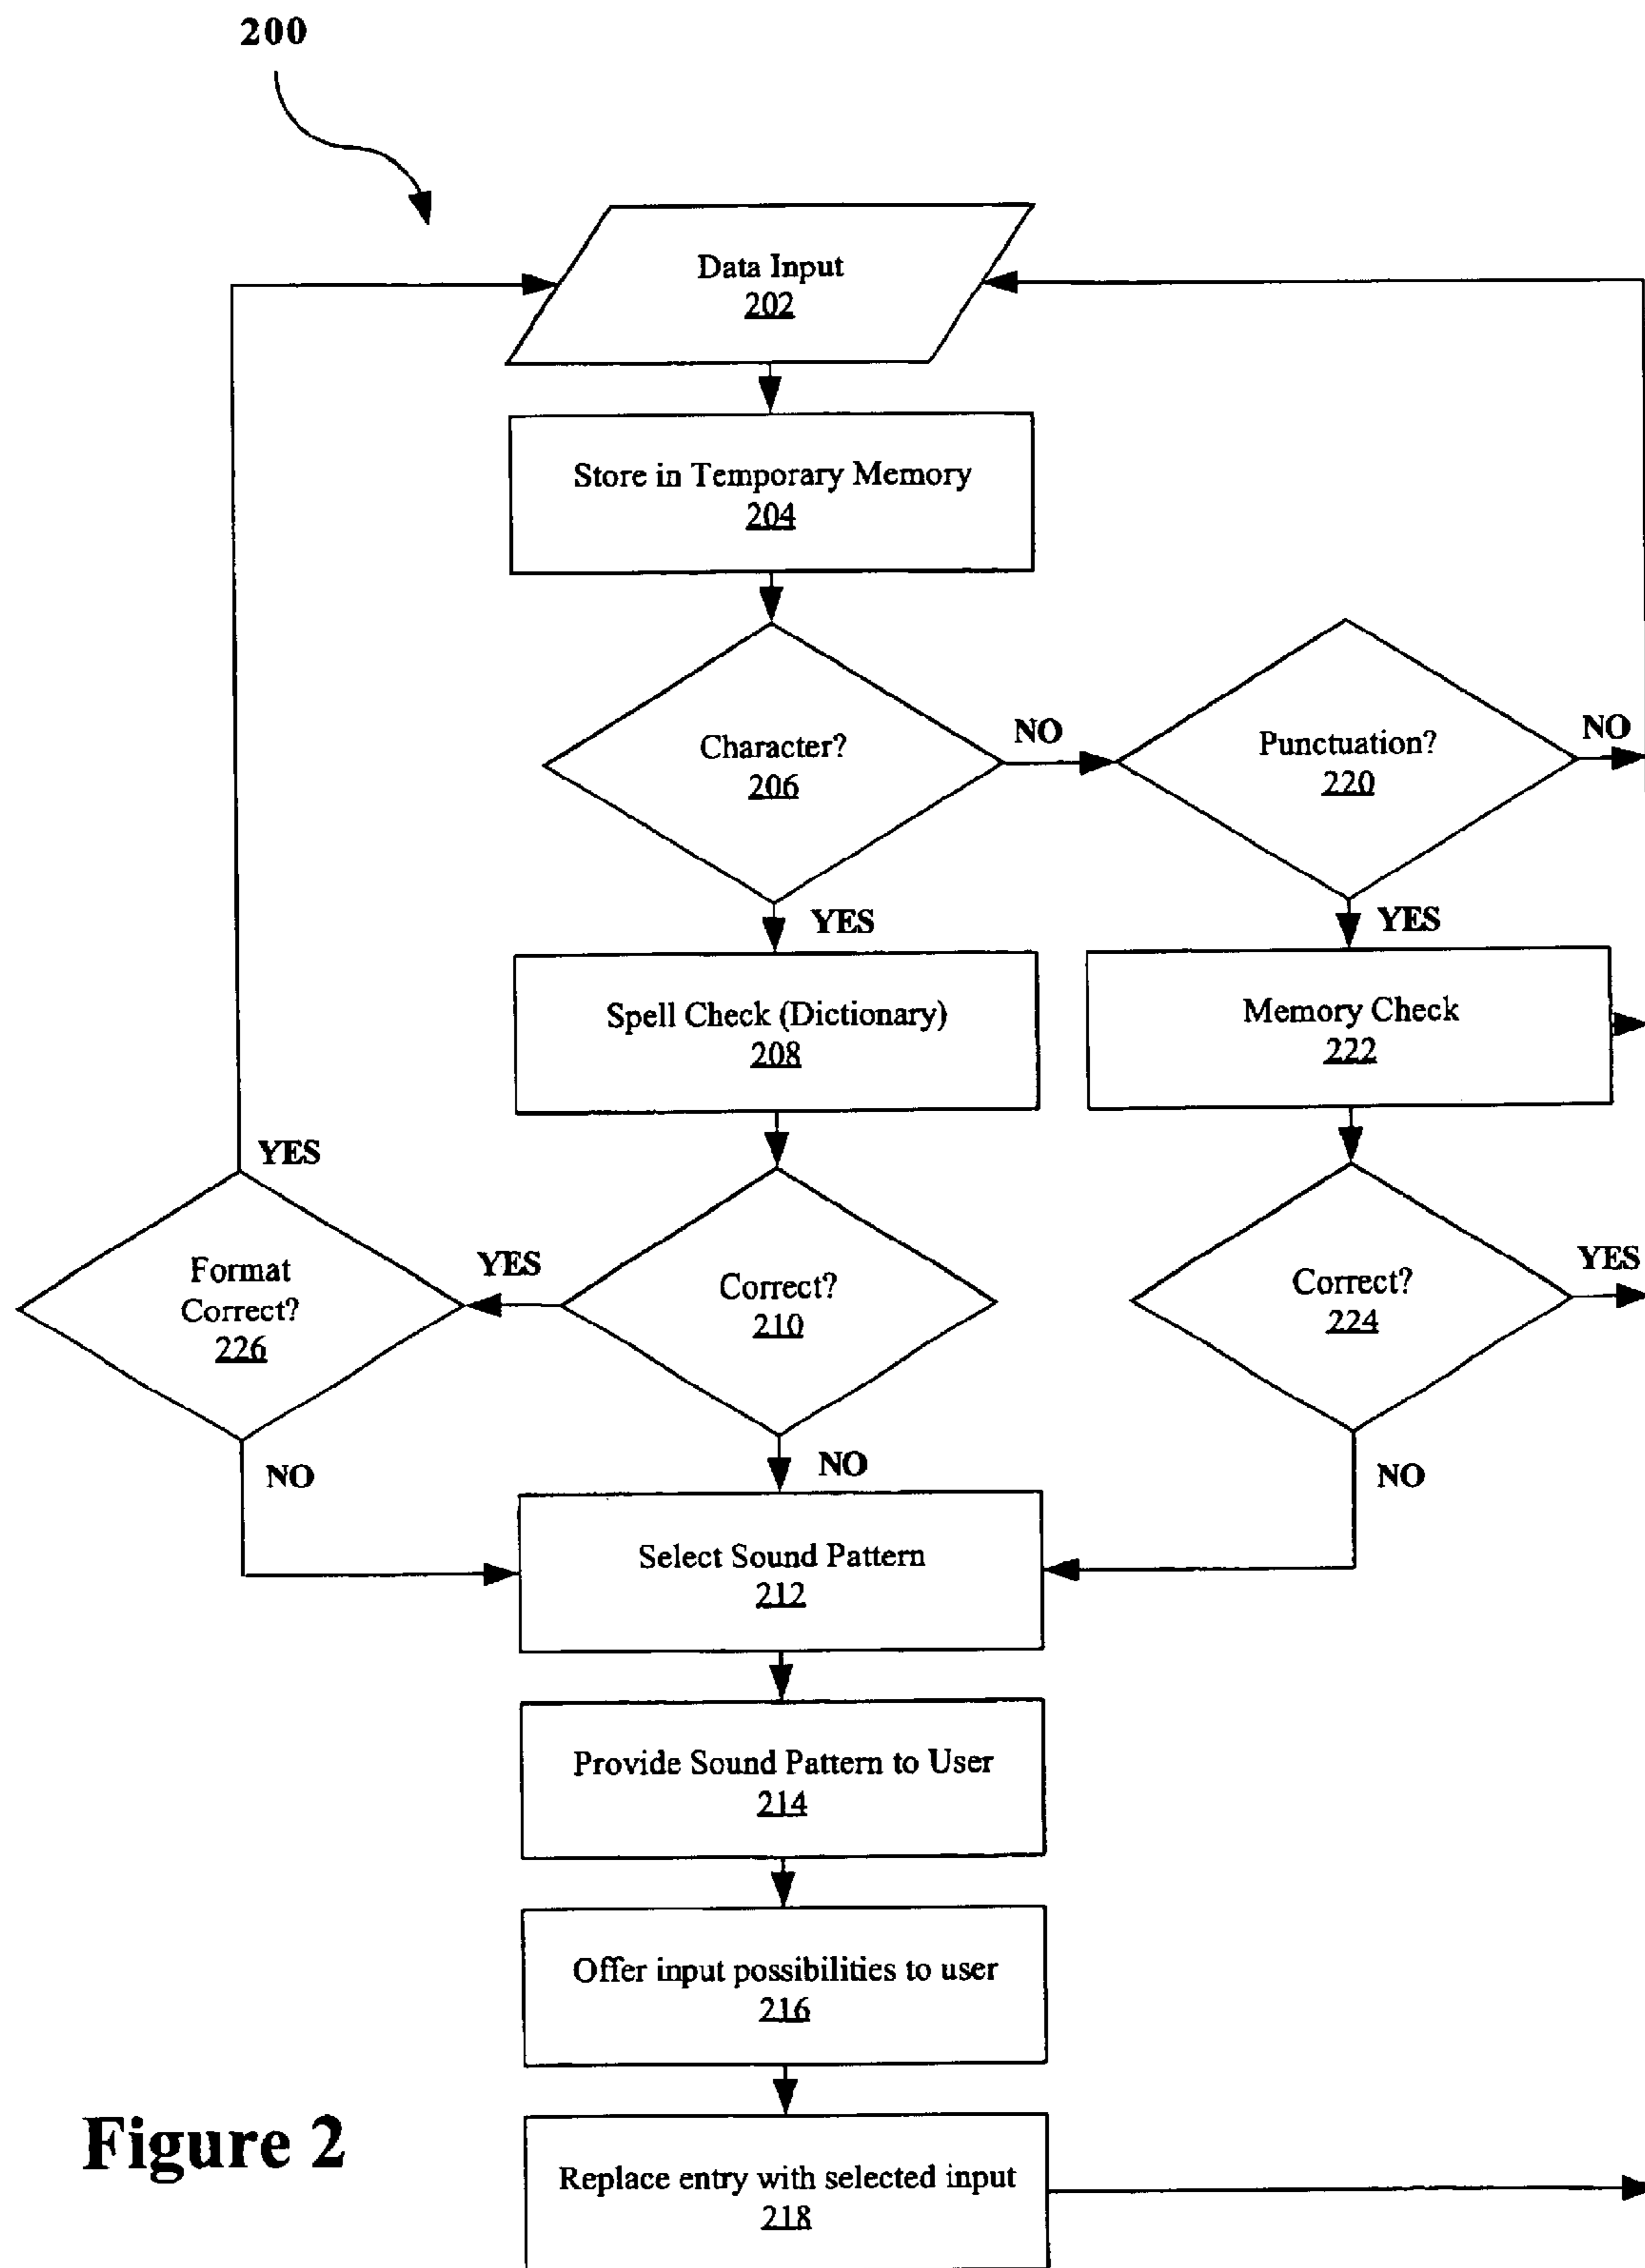 200
Data Input
202
Store in Temporary Memory
204
Character?
206
NO
Punctuation?
220
NO
YES
YES
Spell Check (Dictionary)
208
Memory Check
222
YES
Format
Correct?
226
YES
Correct?
210
Correct?
224
YES
NO
NO
NO
Select Sound Pattern
212
Provide Sound Pattern to User
214
Offer input possibilities to user
216
Figure 2
Replace entry with selected input
218